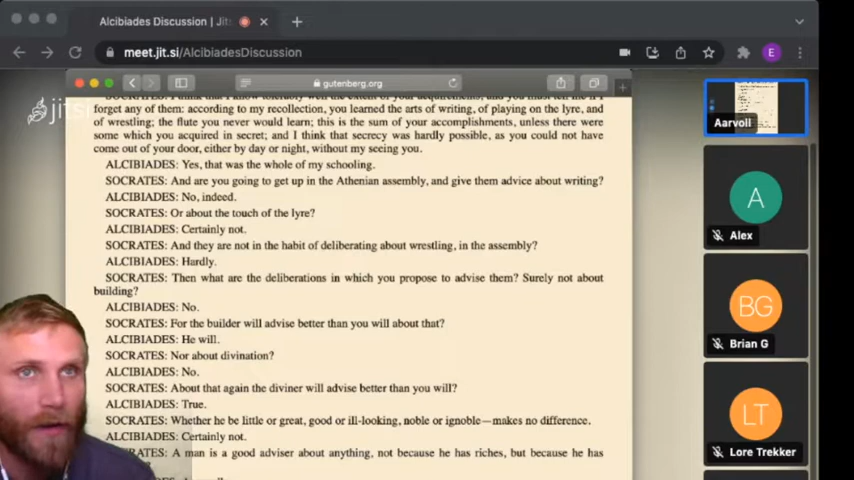 Alcibiades Discussion | Jits
meet.jit.si/AlcibiadesDiscussion
E
gutenberg.org
jitsi
forget any of them: according to my recollection, you learned the arts of writing, of playing on the lyre, and
of wrestling; the flute you never would learn; this is the sum of your accomplishments, unless there were
some which you acquired in secret; and I think that secrecy was hardly possible, as you could not have
come out of your door, either by day or night, without my seeing you.
ALCIBIADES: Yes, that was the whole of my schooling.
SOCRATES: And are you going to get up in the Athenian assembly, and give them advice about writing?
ALCIBIADES: No, indeed.
SOCRATES: Or about the touch of the lyre?
ALCIBIADES: Certainly not.
SOCRATES: And they are not in the habit of deliberating about wrestling, in the assembly?
ALCIBIADES: Hardly.
SOCRATES: Then what are the deliberations in which you propose to advise them? Surely not about
building?
ALCIBIADES: No.
SOCRATES: For the builder will advise better than you will about that?
ALCIBIADES: He will.
SOCRATES: Nor about divination?
ALCIBIADES: No.
SOCRATES: About that again the diviner will advise better than you will?
ALCIBIADES: True.
SOCRATES: Whether he be little or great, good or ill-looking, noble or ignoble—makes no difference.
ALCIBIADES: Certainly not.
RATES: A man is a good adviser about anything, not because he has riches, but because he has
Aarvoll
A
Alex
BG
Brian G
LT
Lore Trekker